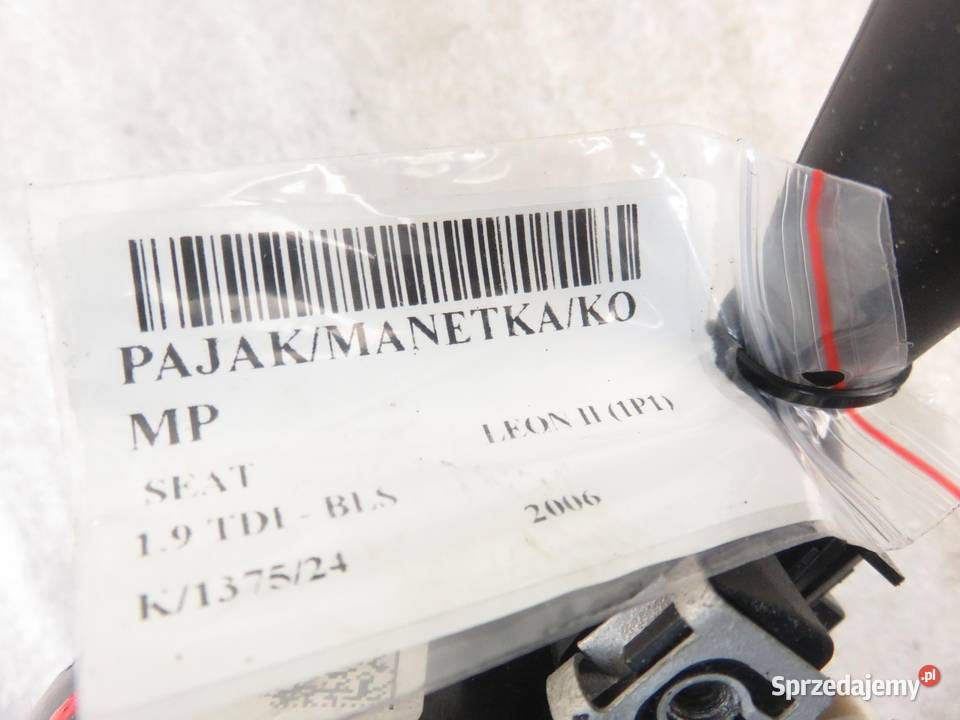 PAJAK/MANETKA/KO
MP
SEAT LEON II (1P1)
1.9 TDI - BLS 2006
K/1375/24
Sprzedajemy.pl